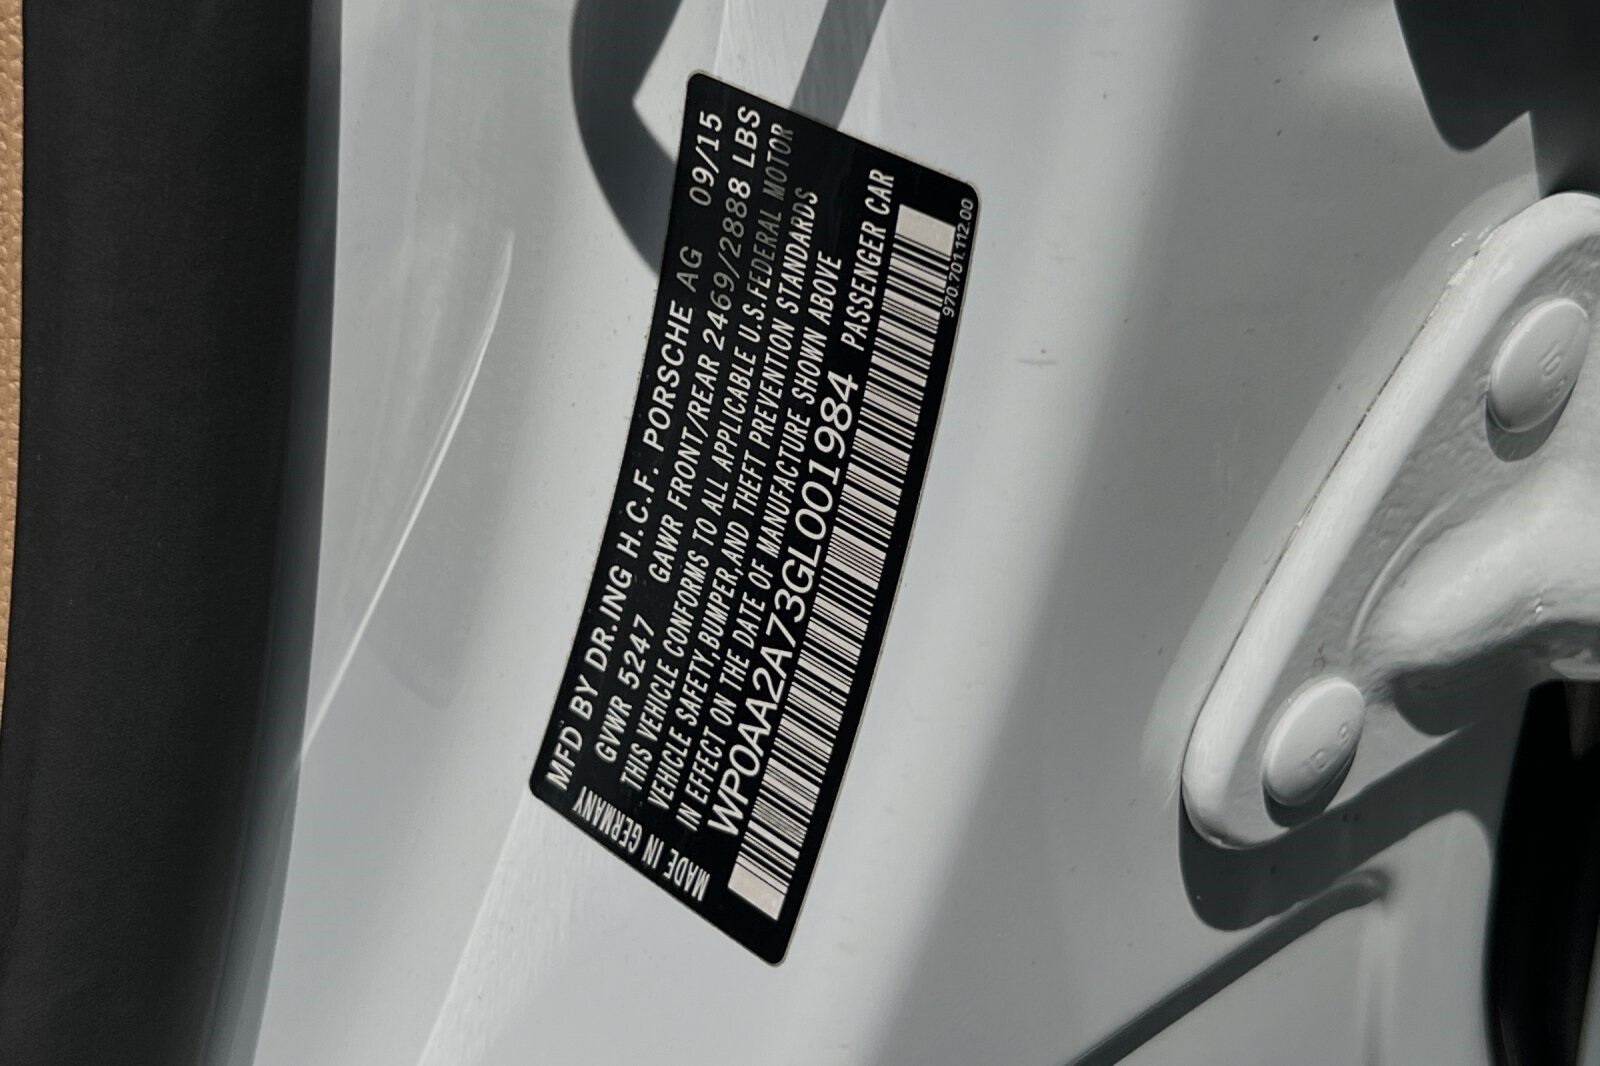 MFD BY DR.ING H.C.F. PORSCHE AG 09/15
GVWR 5247 GAWR FRONT/REAR 2469/2888 LBS
THIS VEHICLE CONFORMS TO ALL APPLICABLE U.S.FEDERAL MOTOR
VEHICLE SAFETY,BUMPER,AND THEFT PREVENTION STANDARDS
IN EFFECT ON THE DATE OF MANUFACTURE SHOWN ABOVE
WP0AA2A73GL001984 PASSENGER CAR
970.701.112.00
MADE IN GERMANY